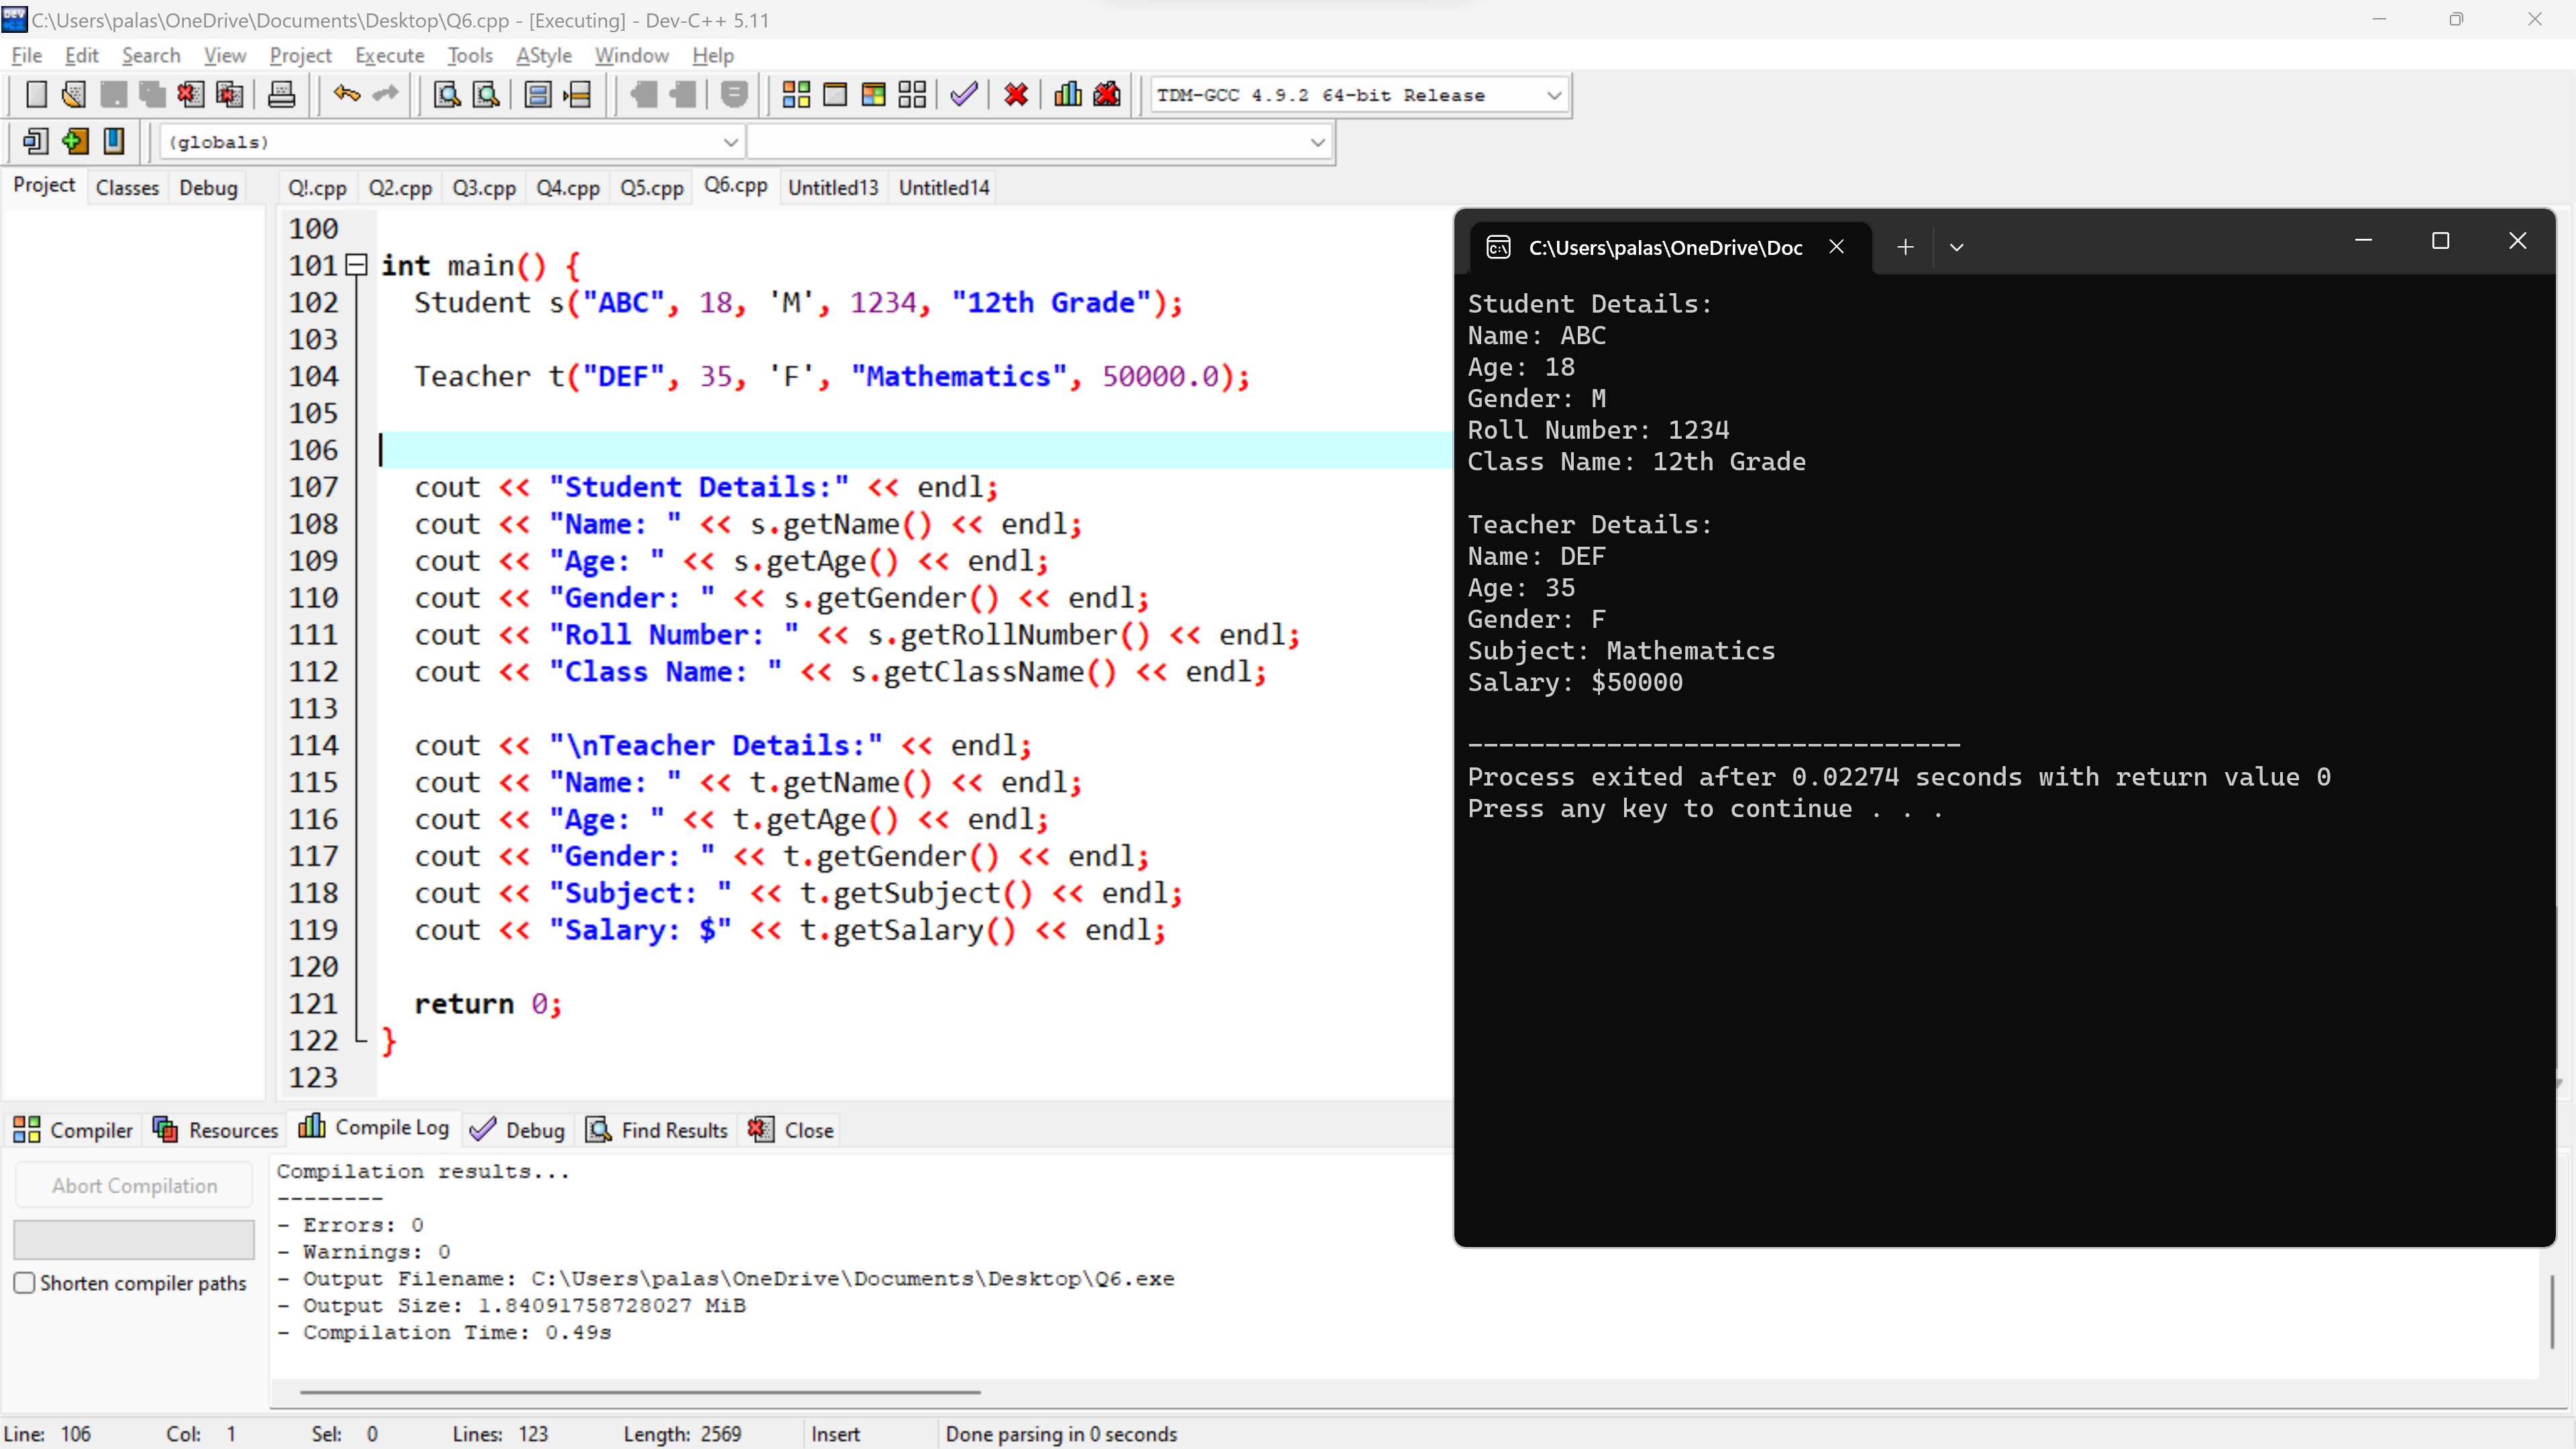 C:\Users\palas\OneDrive\Documents\Desktop\Q6.cpp - [Executing] - Dev-C++ 5.11
File Edit Search View Project Execute Tools AStyle Window Help
TDM-GCC 4.9.2 64-bit Release
(globals)
Project Classes Debug
Q!.cpp Q2.cpp Q3.cpp Q4.cpp Q5.cpp Q6.cpp Untitled13 Untitled14
100
101 int main() {
102 Student s("ABC", 18, 'M', 1234, "12th Grade");
103
104 Teacher t("DEF", 35, 'F', "Mathematics", 50000.0);
105
106
107 cout << "Student Details:" << endl;
108 cout << "Name: " << s.getName() << endl;
109 cout << "Age: " << s.getAge() << endl;
110 cout << "Gender: " << s.getGender() << endl;
111 cout << "Roll Number: " << s.getRollNumber() << endl;
112 cout << "Class Name: " << s.getClassName() << endl;
113
114 cout << "\nTeacher Details:" << endl;
115 cout << "Name: " << t.getName() << endl;
116 cout << "Age: " << t.getAge() << endl;
117 cout << "Gender: " << t.getGender() << endl;
118 cout << "Subject: " << t.getSubject() << endl;
119 cout << "Salary: $" << t.getSalary() << endl;
120
121 return 0;
122 }
123
C:\Users\palas\OneDrive\Doc
Student Details:
Name: ABC
Age: 18
Gender: M
Roll Number: 1234
Class Name: 12th Grade
Teacher Details:
Name: DEF
Age: 35
Gender: F
Subject: Mathematics
Salary: $50000
--------------------------------
Process exited after 0.02274 seconds with return value 0
Press any key to continue . . .
Compiler Resources Compile Log Debug Find Results Close
Abort Compilation
Shorten compiler paths
Compilation results...
--------
- Errors: 0
- Warnings: 0
- Output Filename: C:\Users\palas\OneDrive\Documents\Desktop\Q6.exe
- Output Size: 1.84091758728027 MiB
- Compilation Time: 0.49s
Line: 106 Col: 1 Sel: 0 Lines: 123 Length: 2569 Insert Done parsing in 0 seconds